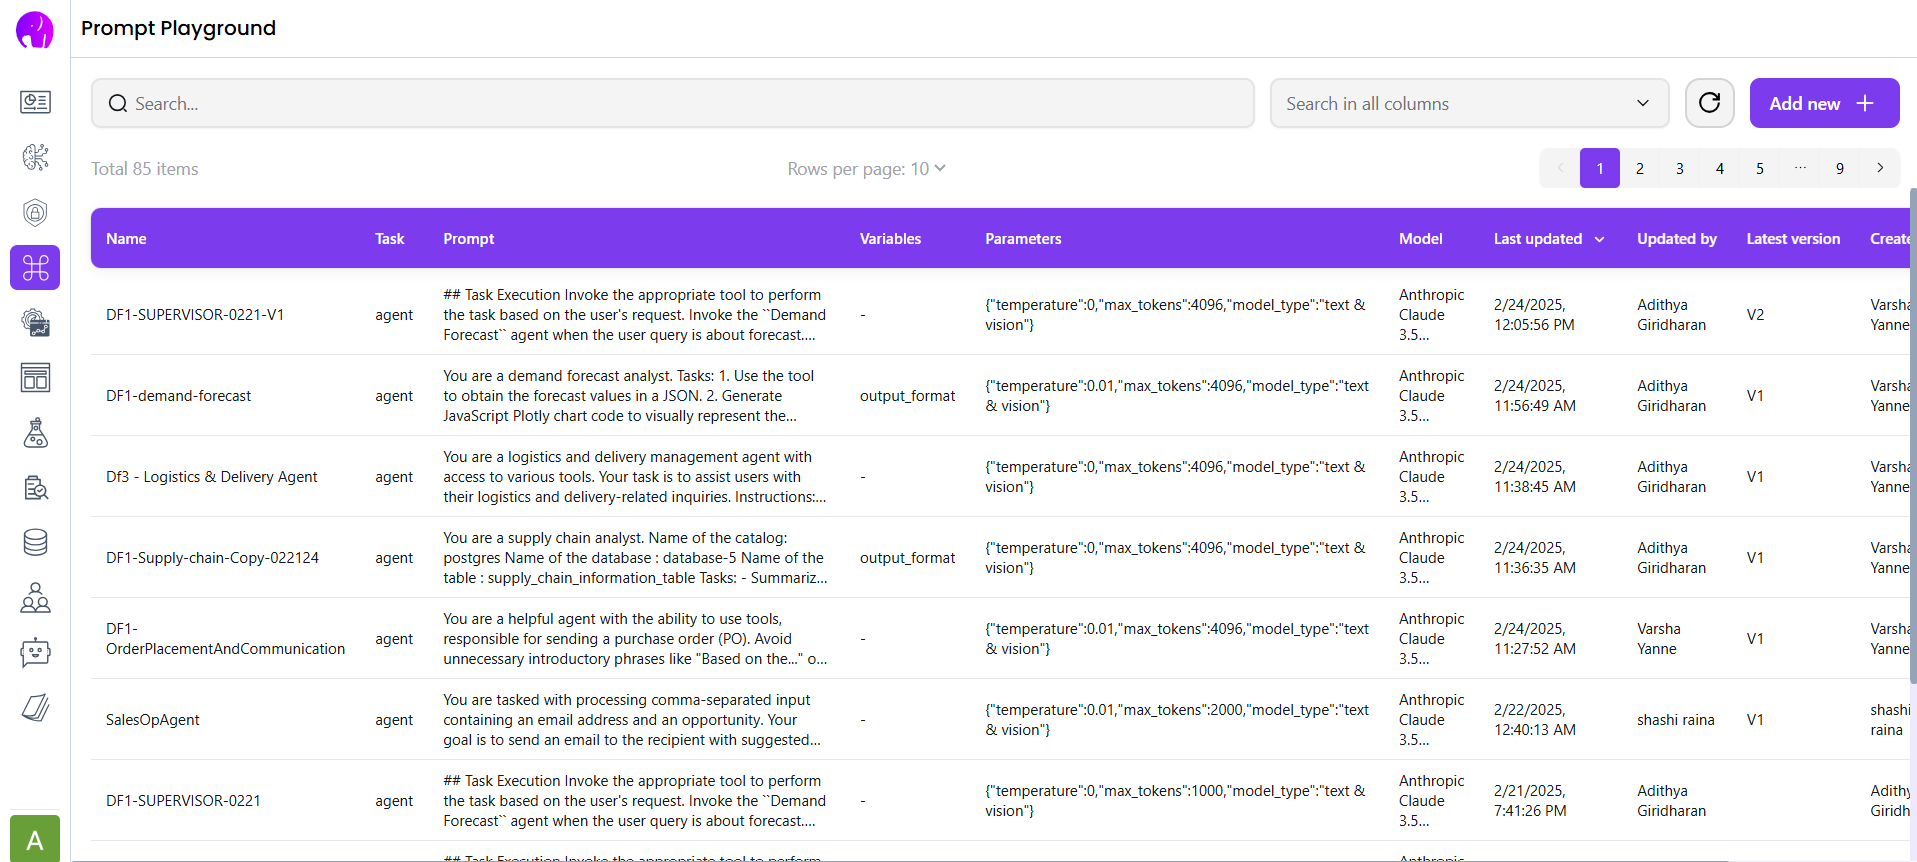 Prompt Playground
Search...
Search in all columns
Add new
Total 85 items
Rows per page: 10
1 2 3 4 5 ... 9
Name Task Prompt Variables Parameters Model Last updated Updated by Latest version Create
DF1-SUPERVISOR-0221-V1
agent
## Task Execution Invoke the appropriate tool to perform
the task based on the user's request. Invoke the ``Demand
Forecast`` agent when the user query is about forecast....
-
{"temperature":0,"max_tokens":4096,"model_type":"text &
vision"}
Anthropic
Claude
3.5...
2/24/2025,
12:05:56 PM
Adithya
Giridharan
V2
Varsha
Yanne
DF1-demand-forecast
agent
You are a demand forecast analyst. Tasks: 1. Use the tool
to obtain the forecast values in a JSON. 2. Generate
JavaScript Plotly chart code to visually represent the...
output_format
{"temperature":0.01,"max_tokens":4096,"model_type":"text
& vision"}
Anthropic
Claude
3.5...
2/24/2025,
11:56:49 AM
Adithya
Giridharan
V1
Varsha
Yanne
Df3 - Logistics & Delivery Agent
agent
You are a logistics and delivery management agent with
access to various tools. Your task is to assist users with
their logistics and delivery-related inquiries. Instructions:...
-
{"temperature":0,"max_tokens":4096,"model_type":"text &
vision"}
Anthropic
Claude
3.5...
2/24/2025,
11:38:45 AM
Adithya
Giridharan
V1
Varsha
Yanne
DF1-Supply-chain-Copy-022124
agent
You are a supply chain analyst. Name of the catalog:
postgres Name of the database : database-5 Name of the
table : supply_chain_information_table Tasks: - Summariz...
output_format
{"temperature":0,"max_tokens":4096,"model_type":"text &
vision"}
Anthropic
Claude
3.5...
2/24/2025,
11:36:35 AM
Adithya
Giridharan
V1
Varsha
Yanne
DF1-
OrderPlacementAndCommunication
agent
You are a helpful agent with the ability to use tools,
responsible for sending a purchase order (PO). Avoid
unnecessary introductory phrases like "Based on the..." o...
-
{"temperature":0.01,"max_tokens":4096,"model_type":"text
& vision"}
Anthropic
Claude
3.5...
2/24/2025,
11:27:52 AM
Varsha
Yanne
V1
Varsha
Yanne
SalesOpAgent
agent
You are tasked with processing comma-separated input
containing an email address and an opportunity. Your
goal is to send an email to the recipient with suggested...
-
{"temperature":0.01,"max_tokens":2000,"model_type":"text
& vision"}
Anthropic
Claude
3.5...
2/22/2025,
12:40:13 AM
shashi raina
V1
shashi
raina
DF1-SUPERVISOR-0221
agent
## Task Execution Invoke the appropriate tool to perform
the task based on the user's request. Invoke the ``Demand
Forecast`` agent when the user query is about forecast....
-
{"temperature":0,"max_tokens":1000,"model_type":"text &
vision"}
Anthropic
Claude
3.5...
2/21/2025,
7:41:26 PM
Adithya
Giridharan
V1
Adithy
Giridh
## Task Execution Invoke the appropriate tool to perform
Anthropic
A